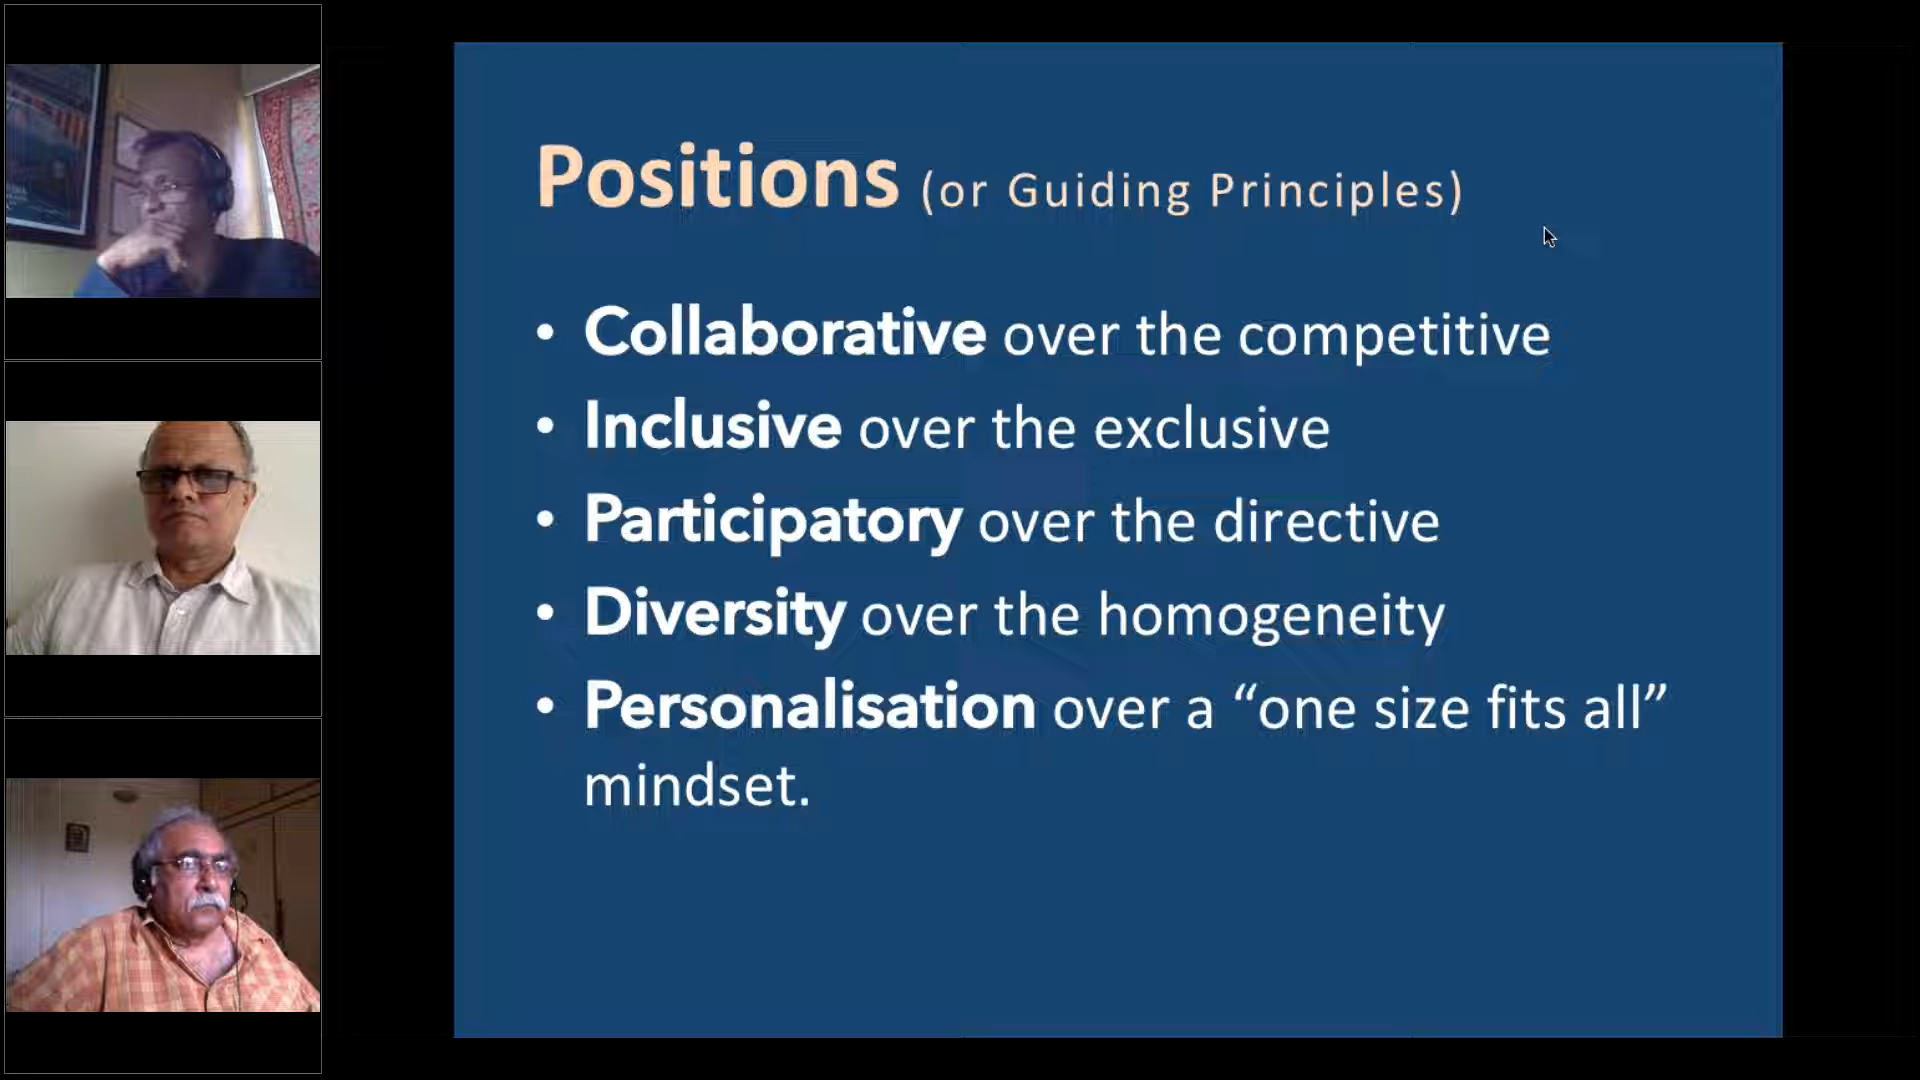 Positions (or Guiding Principles)
• Collaborative over the competitive
• Inclusive over the exclusive
• Participatory over the directive
• Diversity over the homogeneity
• Personalisation over a “one size fits all”
mindset.